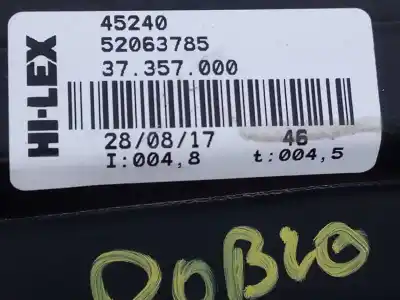 HI-LEX
45240
52063785
37.357.000
28/08/17 46
I:004,8 t:004,5
DOBLO